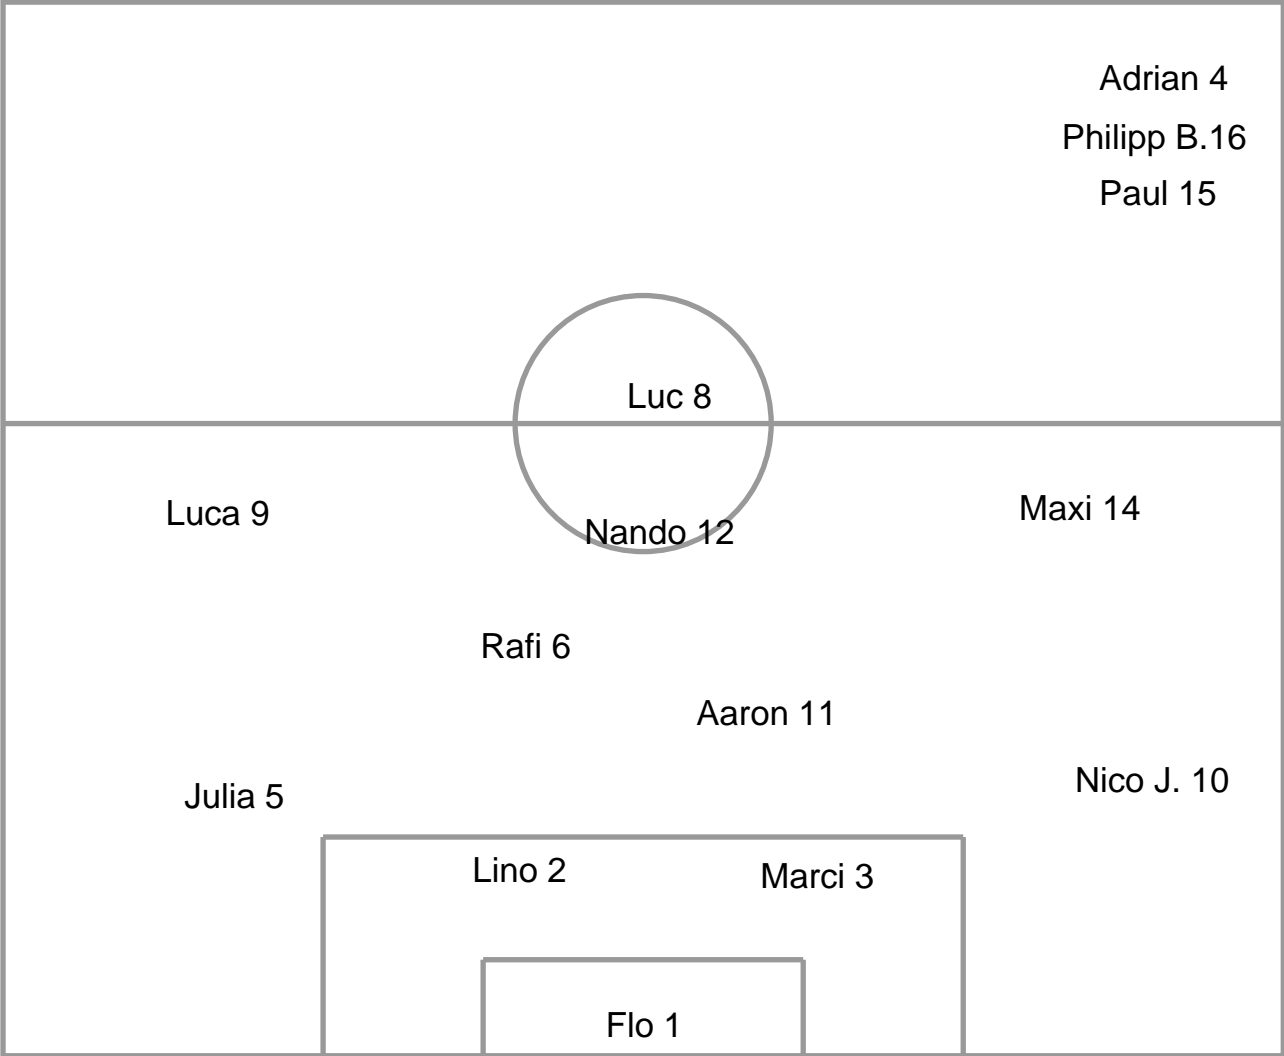 Adrian 4
Philipp B.16
Paul 15
Luc 8
Luca 9
Nando 12
Maxi 14
Rafi 6
Aaron 11
Julia 5
Nico J. 10
Lino 2
Marci 3
Flo 1